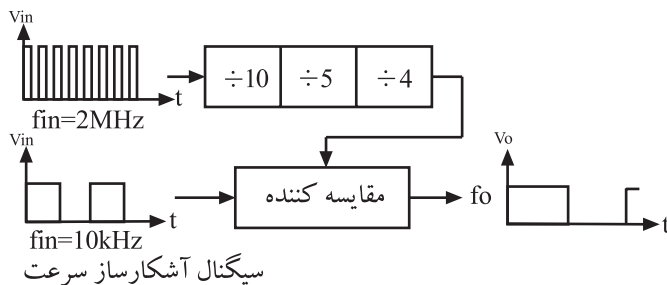 Vin
t
fin=2MHz
÷10 ÷5 ÷4
Vin
t
fin=10kHz
سیگنال آشکارساز سرعت
مقایسه کننده
fo
Vo
t